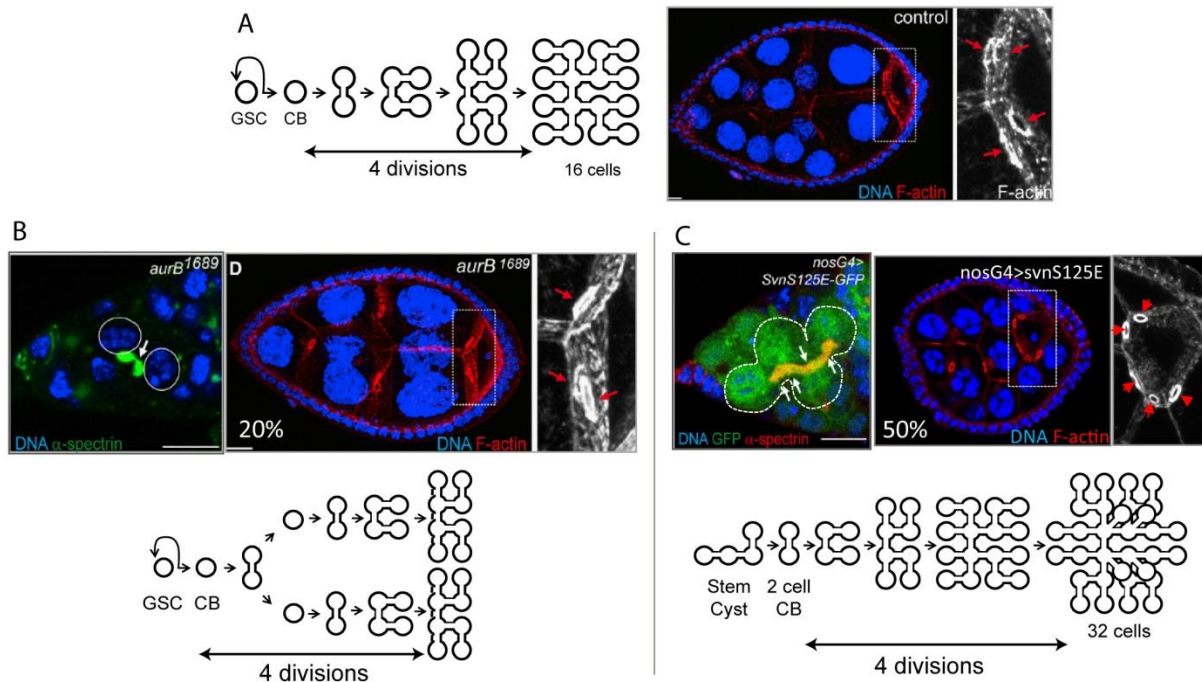 A
GSC
CB
4 divisions
16 cells
control
DNA F-actin
F-actin
B
aurB1689
DNA α-spectrin
D
aurB1689
20%
DNA F-actin
GSC
CB
4 divisions
C
nosG4>
SvnS125E-GFP
DNA GFP α-spectrin
nosG4>svnS125E
50%
DNA F-actin
Stem
Cyst
2 cell
CB
32 cells
4 divisions